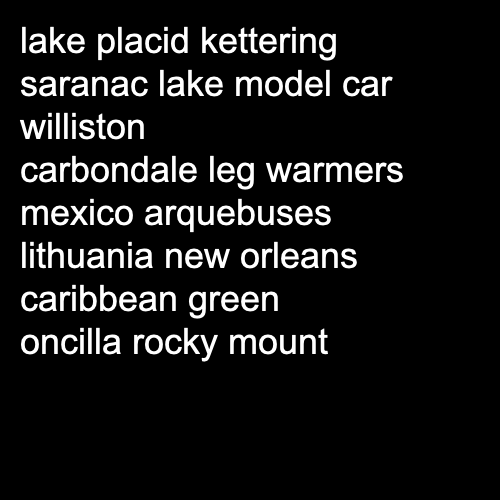 lake placid kettering
saranac lake model car
williston
carbondale leg warmers
mexico arquebuses
lithuania new orleans
caribbean green
oncilla rocky mount